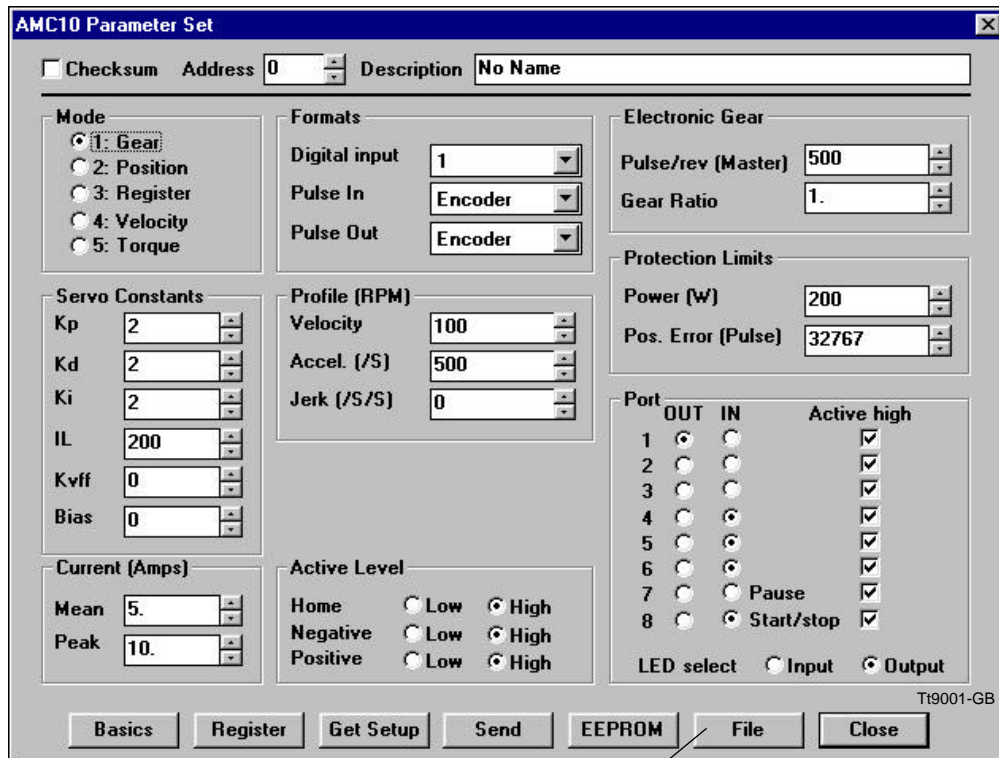 AMC10 Parameter Set
Checksum Address 0 Description No Name
Mode
1: Gear
2: Position
3: Register
4: Velocity
5: Torque
Formats
Digital input 1
Pulse In Encoder
Pulse Out Encoder
Electronic Gear
Pulse/rev (Master) 500
Gear Ratio 1.
Protection Limits
Power (W) 200
Pos. Error (Pulse) 32767
Servo Constants
Kp 2
Kd 2
Ki 2
IL 200
Kvff 0
Bias 0
Profile (RPM)
Velocity 100
Accel. (/S) 500
Jerk (/S/S) 0
Port
OUT IN Active high
1
2
3
4
5
6
7 Pause
8 Start/stop
LED select Input Output
Current (Amps)
Mean 5.
Peak 10.
Active Level
Home Low High
Negative Low High
Positive Low High
Tt9001-GB
Basics Register Get Setup Send EEPROM File Close